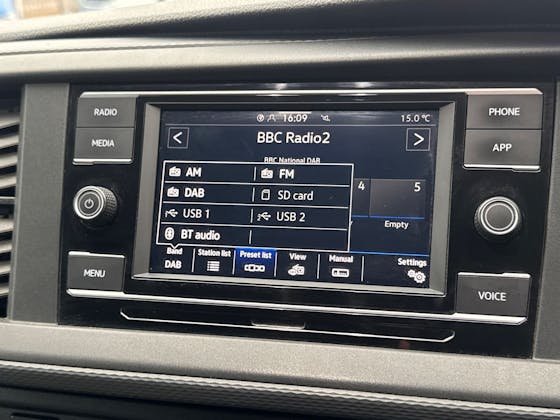 RADIO
MEDIA
MENU
16:09
15.0 °C
BBC Radio2
BBC National DAB
AM
FM
DAB
SD card
USB 1
USB 2
BT audio
4
5
Empty
Band
DAB
Station list
Preset list
View
Manual
Settings
PHONE
APP
VOICE